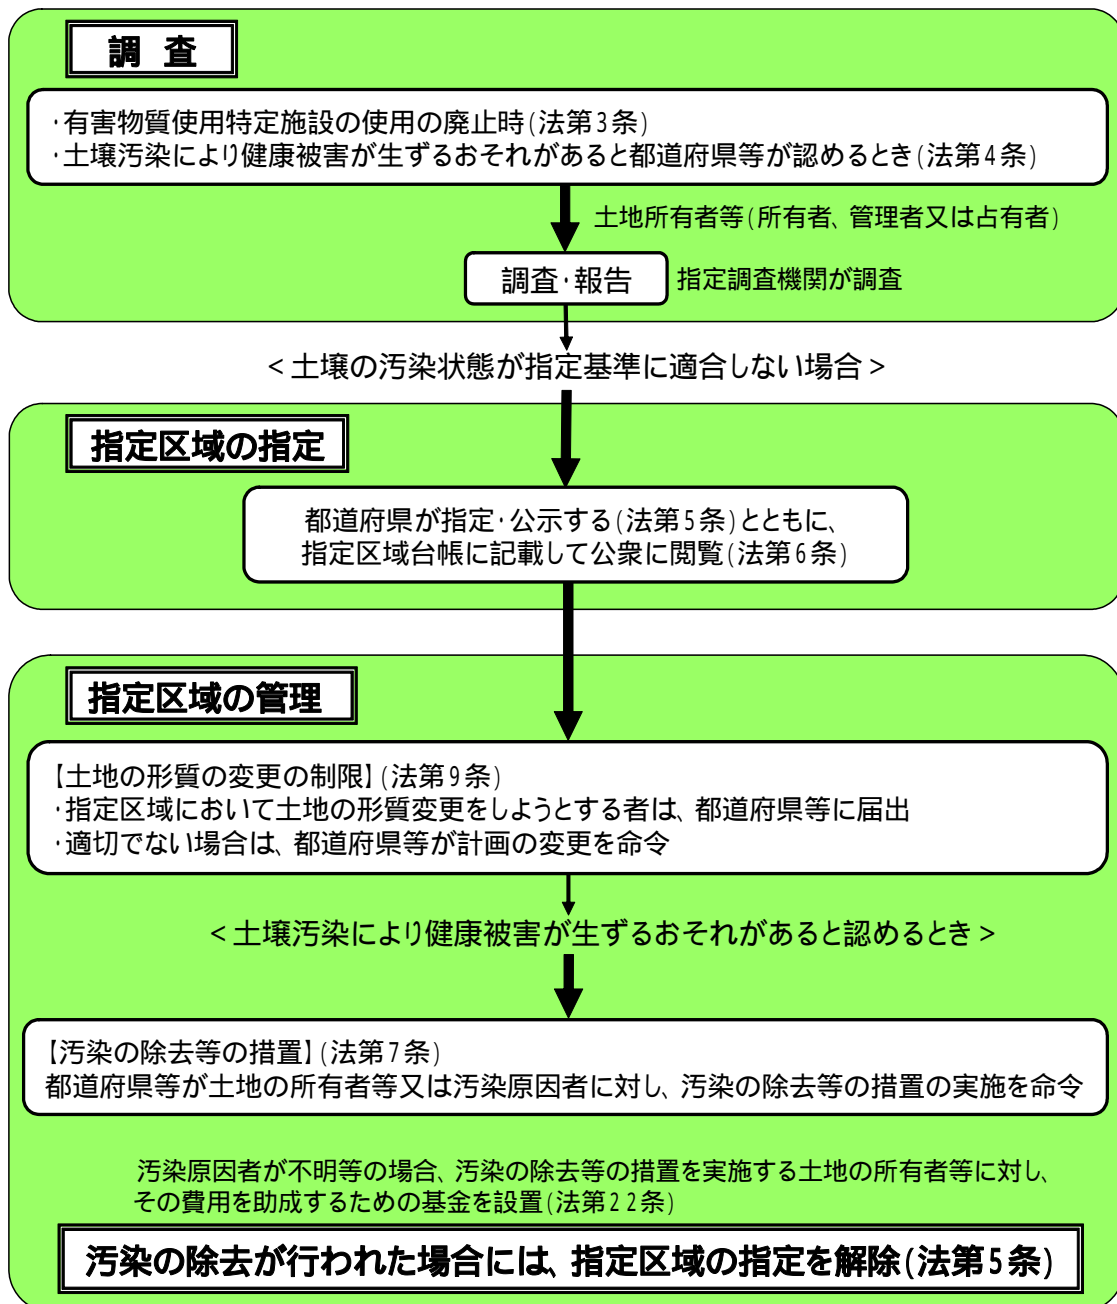 調 査
・有害物質使用特定施設の使用の廃止時(法第3条)
・土壌汚染により健康被害が生ずるおそれがあると都道府県等が認めるとき(法第4条)
土地所有者等(所有者、管理者又は占有者)
調査・報告
指定調査機関が調査
<土壌の汚染状態が指定基準に適合しない場合>
指定区域の指定
都道府県が指定・公示する(法第5条)とともに、
指定区域台帳に記載して公衆に閲覧(法第6条)
指定区域の管理
【土地の形質の変更の制限】(法第9条)
・指定区域において土地の形質変更をしようとする者は、都道府県等に届出
・適切でない場合は、都道府県等が計画の変更を命令
<土壌汚染により健康被害が生ずるおそれがあると認めるとき>
【汚染の除去等の措置】(法第7条)
都道府県等が土地の所有者等又は汚染原因者に対し、汚染の除去等の措置の実施を命令
汚染原因者が不明等の場合、汚染の除去等の措置を実施する土地の所有者等に対し、
その費用を助成するための基金を設置(法第22条)
汚染の除去が行われた場合には、指定区域の指定を解除(法第5条)